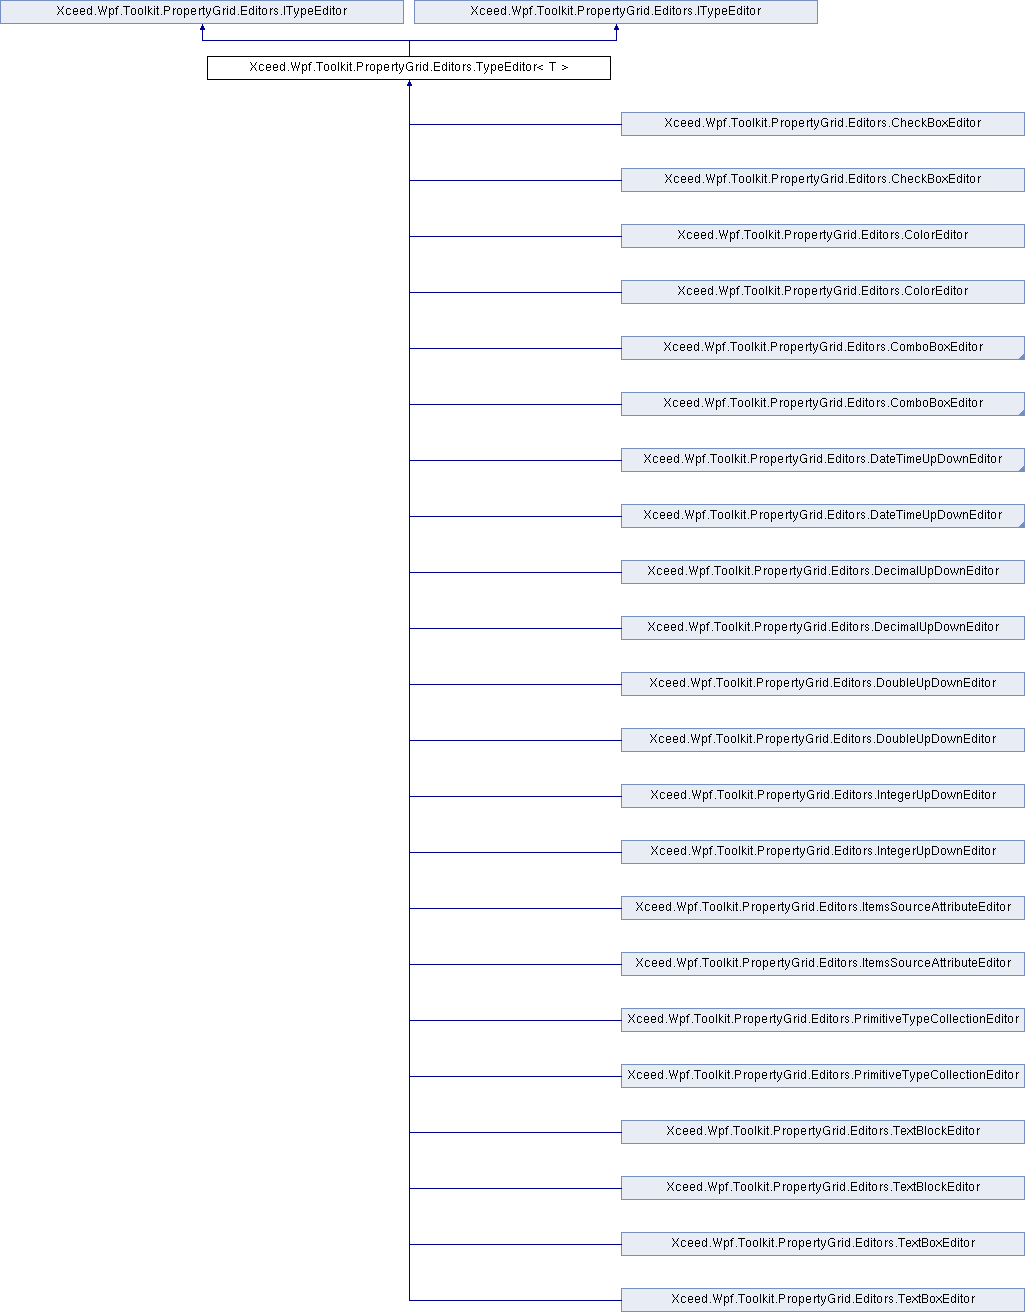 Xceed.Wpf.Toolkit.PropertyGrid.Editors.ITypeEditor
Xceed.Wpf.Toolkit.PropertyGrid.Editors.ITypeEditor
Xceed.Wpf.Toolkit.PropertyGrid.Editors.TypeEditor< T >
Xceed.Wpf.Toolkit.PropertyGrid.Editors.CheckBoxEditor
Xceed.Wpf.Toolkit.PropertyGrid.Editors.CheckBoxEditor
Xceed.Wpf.Toolkit.PropertyGrid.Editors.ColorEditor
Xceed.Wpf.Toolkit.PropertyGrid.Editors.ColorEditor
Xceed.Wpf.Toolkit.PropertyGrid.Editors.ComboBoxEditor
Xceed.Wpf.Toolkit.PropertyGrid.Editors.ComboBoxEditor
Xceed.Wpf.Toolkit.PropertyGrid.Editors.DateTimeUpDownEditor
Xceed.Wpf.Toolkit.PropertyGrid.Editors.DateTimeUpDownEditor
Xceed.Wpf.Toolkit.PropertyGrid.Editors.DecimalUpDownEditor
Xceed.Wpf.Toolkit.PropertyGrid.Editors.DecimalUpDownEditor
Xceed.Wpf.Toolkit.PropertyGrid.Editors.DoubleUpDownEditor
Xceed.Wpf.Toolkit.PropertyGrid.Editors.DoubleUpDownEditor
Xceed.Wpf.Toolkit.PropertyGrid.Editors.IntegerUpDownEditor
Xceed.Wpf.Toolkit.PropertyGrid.Editors.IntegerUpDownEditor
Xceed.Wpf.Toolkit.PropertyGrid.Editors.ItemsSourceAttributeEditor
Xceed.Wpf.Toolkit.PropertyGrid.Editors.ItemsSourceAttributeEditor
Xceed.Wpf.Toolkit.PropertyGrid.Editors.PrimitiveTypeCollectionEditor
Xceed.Wpf.Toolkit.PropertyGrid.Editors.PrimitiveTypeCollectionEditor
Xceed.Wpf.Toolkit.PropertyGrid.Editors.TextBlockEditor
Xceed.Wpf.Toolkit.PropertyGrid.Editors.TextBlockEditor
Xceed.Wpf.Toolkit.PropertyGrid.Editors.TextBoxEditor
Xceed.Wpf.Toolkit.PropertyGrid.Editors.TextBoxEditor